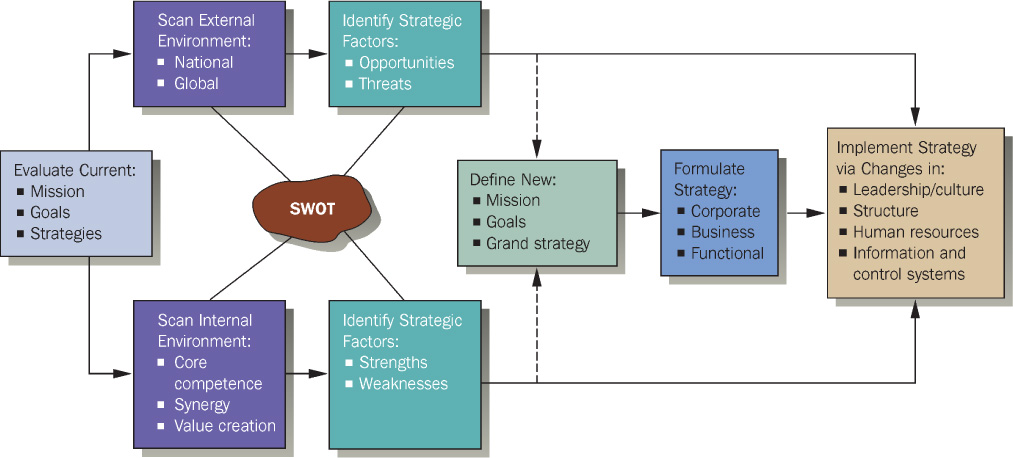 Evaluate Current:
■ Mission
■ Goals
■ Strategies
Scan External
Environment:
■ National
■ Global
Identify Strategic
Factors:
■ Opportunities
■ Threats
SWOT
Scan Internal
Environment:
■ Core
competence
■ Synergy
■ Value creation
Identify Strategic
Factors:
■ Strengths
■ Weaknesses
Define New:
■ Mission
■ Goals
■ Grand strategy
Formulate
Strategy:
■ Corporate
■ Business
■ Functional
Implement Strategy
via Changes in:
■ Leadership/culture
■ Structure
■ Human resources
■ Information and
control systems